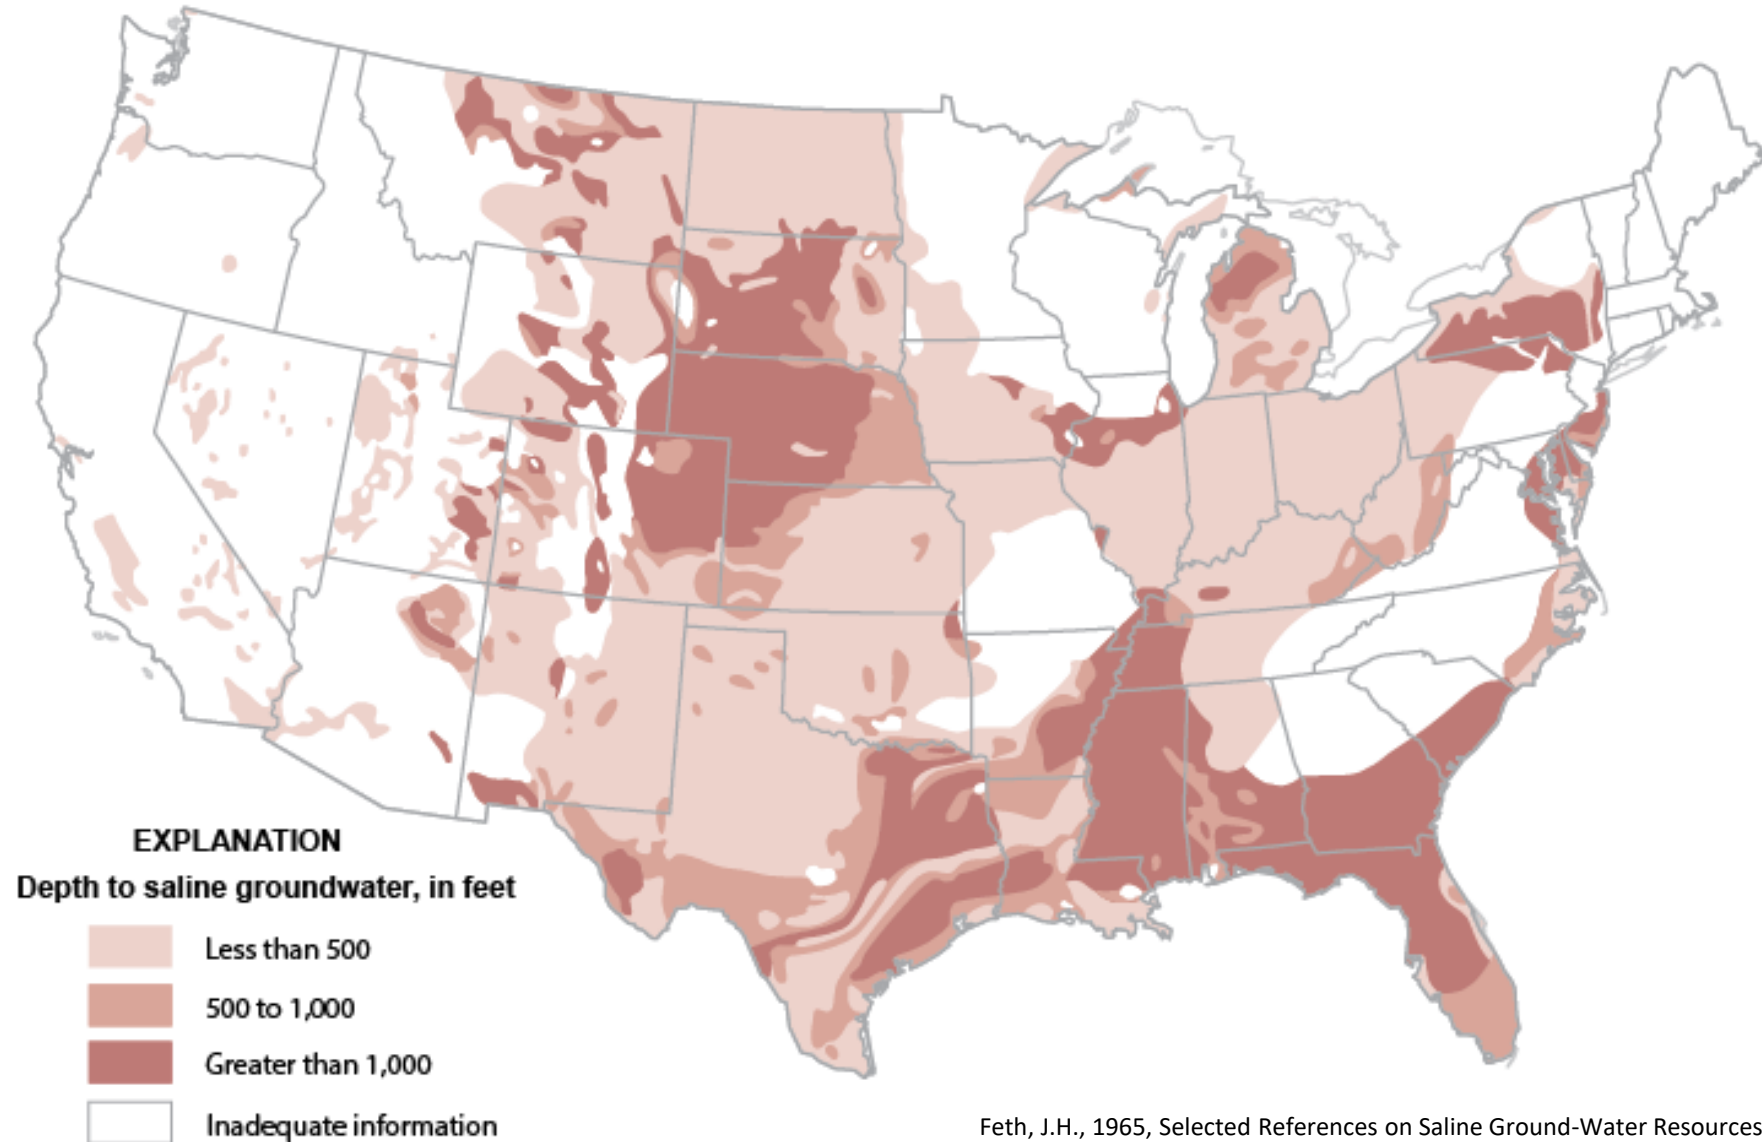 EXPLANATION
Depth to saline groundwater, in feet
Less than 500
500 to 1,000
Greater than 1,000
Inadequate information
Feth, J.H., 1965, Selected References on Saline Ground-Water Resources